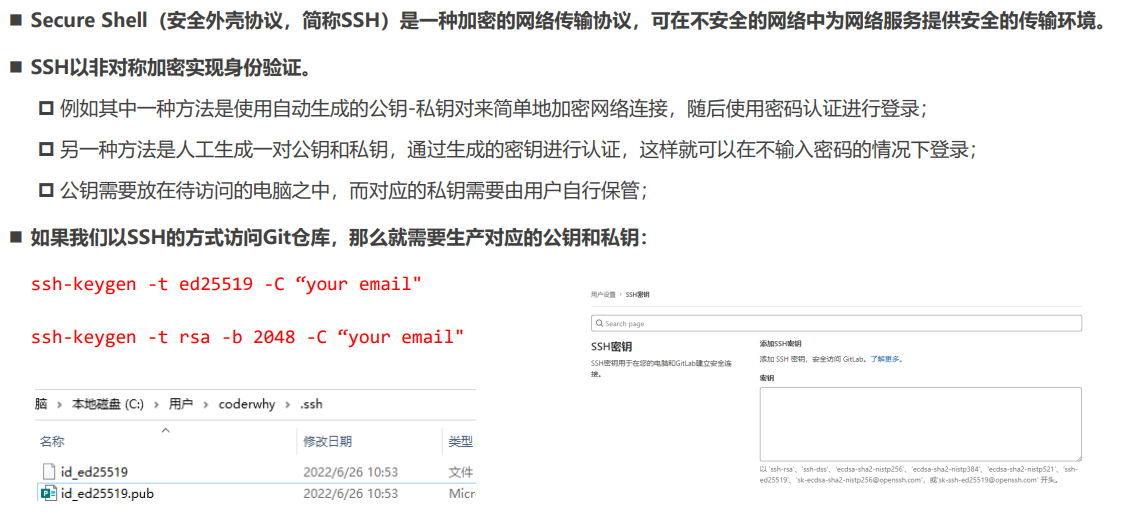 Secure Shell（安全外壳协议，简称SSH）是一种加密的网络传输协议，可在不安全的网络中为网络服务提供安全的传输环境。
SSH以非对称加密实现身份验证。
例如其中一种方法是使用自动生成的公钥-私钥对来简单地加密网络连接，随后使用密码认证进行登录；
另一种方法是人工生成一对公钥和私钥，通过生成的密钥进行认证，这样就可以在不输入密码的情况下登录；
公钥需要放在待访问的电脑之中，而对应的私钥需要由用户自行保管；
如果我们以SSH的方式访问Git仓库，那么就需要生产对应的公钥和私钥：
ssh-keygen -t ed25519 -C “your email"
ssh-keygen -t rsa -b 2048 -C “your email"
脑 › 本地磁盘 (C:) › 用户 › coderwhy › .ssh
名称 修改日期 类型
id_ed25519 2022/6/26 10:53 文件
id_ed25519.pub 2022/6/26 10:53 Micr
用户设置 › SSH密钥
Search page
SSH密钥
SSH密钥用于在您的电脑和GitLab建立安全连
接。
添加SSH密钥
添加 SSH 密钥，安全访问 GitLab。了解更多。
密钥
以 'ssh-rsa'、'ssh-dss'、'ecdsa-sha2-nistp256'、'ecdsa-sha2-nistp384'、'ecdsa-sha2-nistp521'、'ssh-
ed25519'、'sk-ecdsa-sha2-nistp256@openssh.com'，或'sk-ssh-ed25519@openssh.com' 开头。